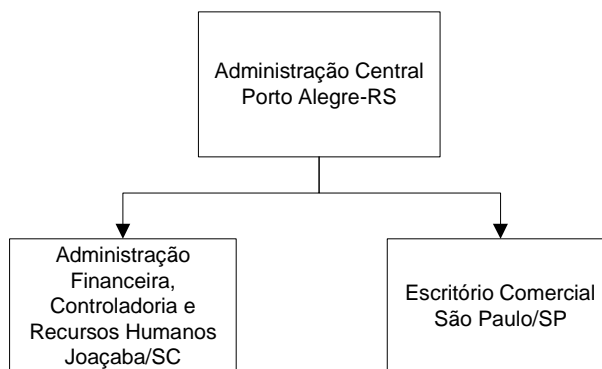 Administração Central
Porto Alegre-RS
Administração
Financeira,
Controladoria e
Recursos Humanos
Joaçaba/SC
Escritório Comercial
São Paulo/SP